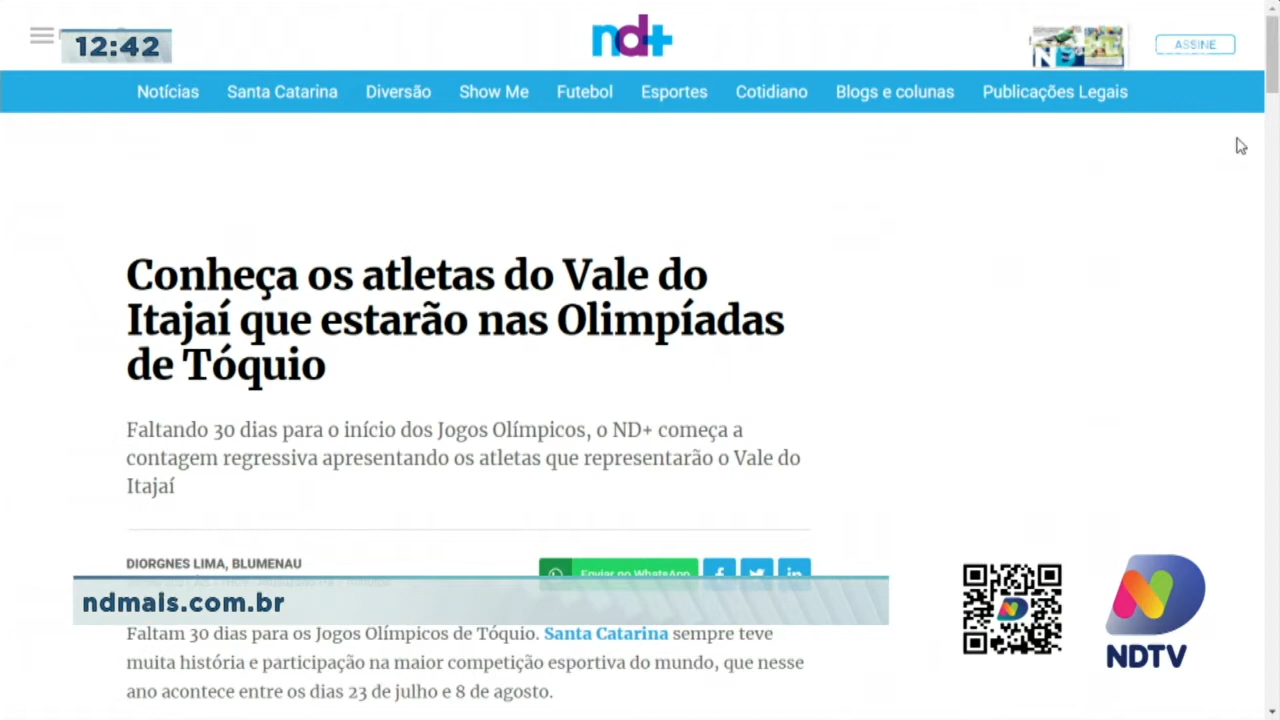 12:42
nd+
ASSINE
Notícias Santa Catarina Diversão Show Me Futebol Esportes Cotidiano Blogs e colunas Publicações Legais
Conheça os atletas do Vale do
Itajaí que estarão nas Olimpíadas
de Tóquio
Faltando 30 dias para o início dos Jogos Olímpicos, o ND+ começa a
contagem regressiva apresentando os atletas que representarão o Vale do
Itajaí
DIORGNES LIMA, BLUMENAU
Enviar no WhatsApp
ndmais.com.br
NDTV
Faltam 30 dias para os Jogos Olímpicos de Tóquio. Santa Catarina sempre teve
muita história e participação na maior competição esportiva do mundo, que nesse
ano acontece entre os dias 23 de julho e 8 de agosto.